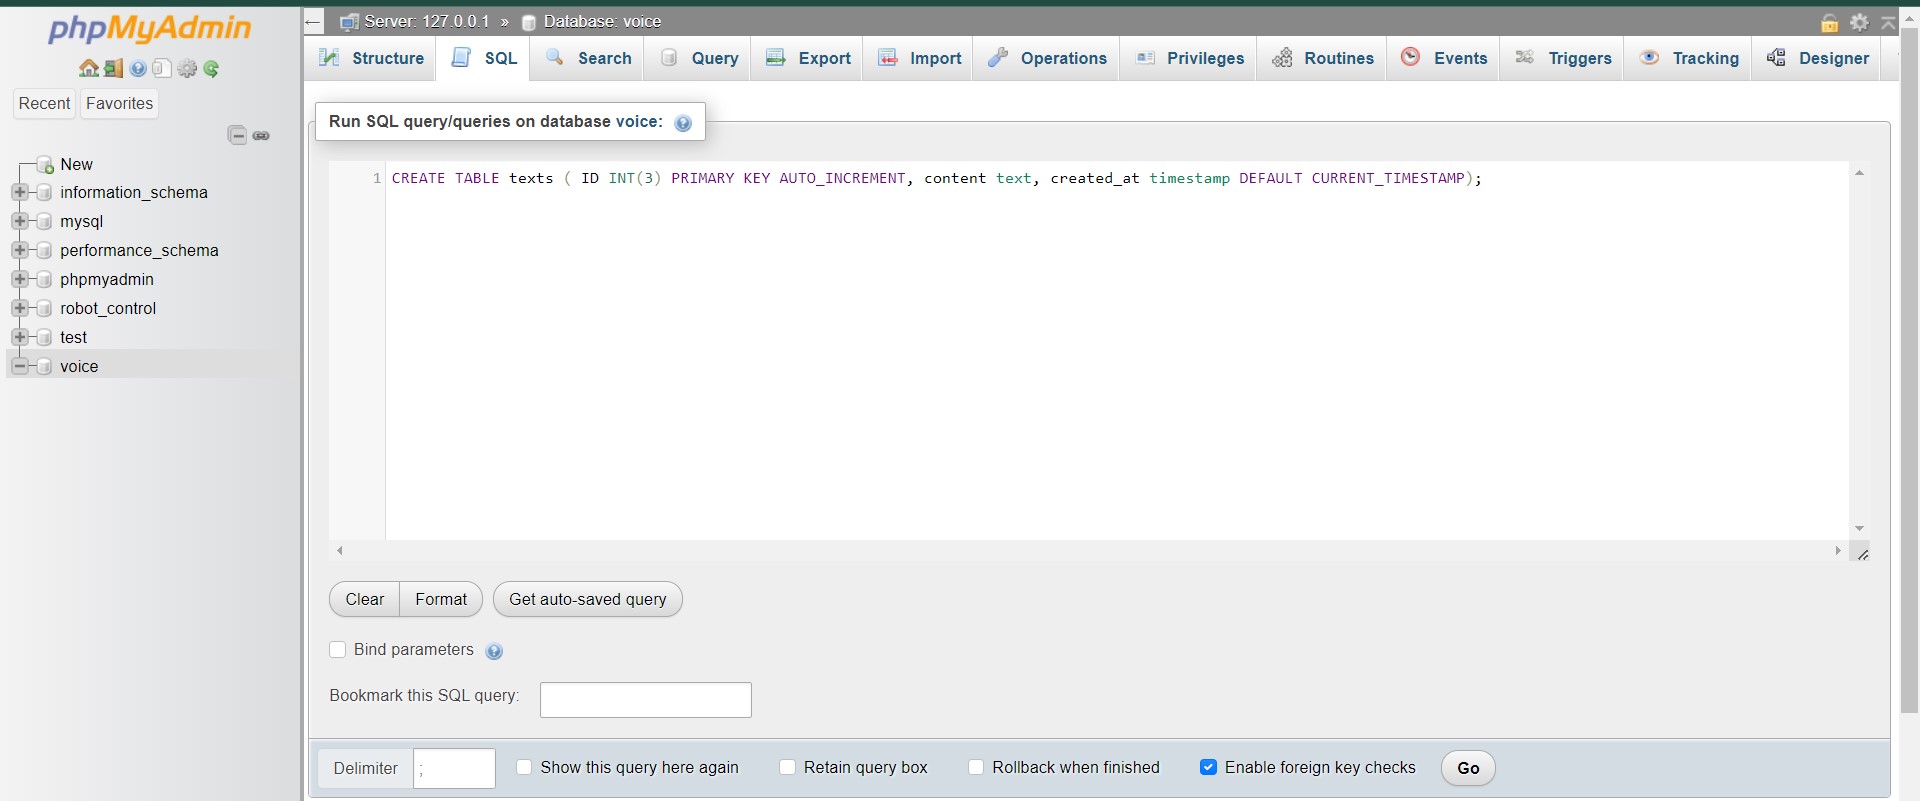 phpMyAdmin
Recent Favorites
New
information_schema
mysql
performance_schema
phpmyadmin
robot_control
test
voice
Server: 127.0.0.1 » Database: voice
Structure SQL Search Query Export Import Operations Privileges Routines Events Triggers Tracking Designer
Run SQL query/queries on database voice:
1 CREATE TABLE texts ( ID INT(3) PRIMARY KEY AUTO_INCREMENT, content text, created_at timestamp DEFAULT CURRENT_TIMESTAMP);
Clear Format Get auto-saved query
Bind parameters
Bookmark this SQL query:
Delimiter ; Show this query here again Retain query box Rollback when finished Enable foreign key checks Go